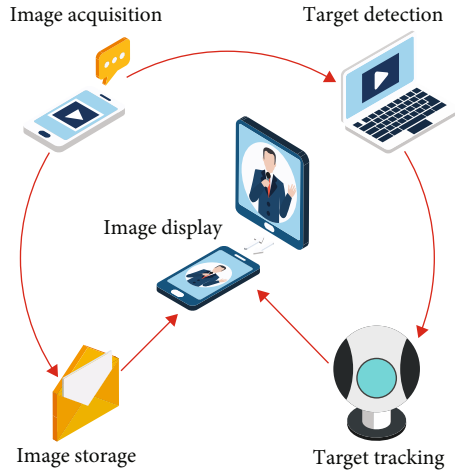 Image acquisition
Target detection
Image display
Image storage
Target tracking